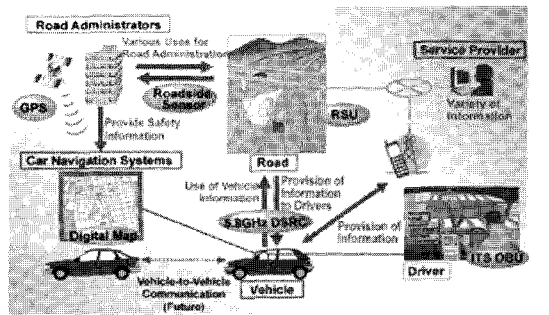 Road Administrators
Various Uses for
Road Administration
GPS
Roadside
Sensor
Provide Safety
Information
Service Provider
Variety of
Information
RSU
Road
Car Navigation Systems
Digital Map
Use of Vehicle
Information
Provision of
Information
to Drivers
5.8GHz DSRC
Provision of
Information
ITS OBU
Driver
Vehicle-to-Vehicle
Communication
(Future)
Vehicle